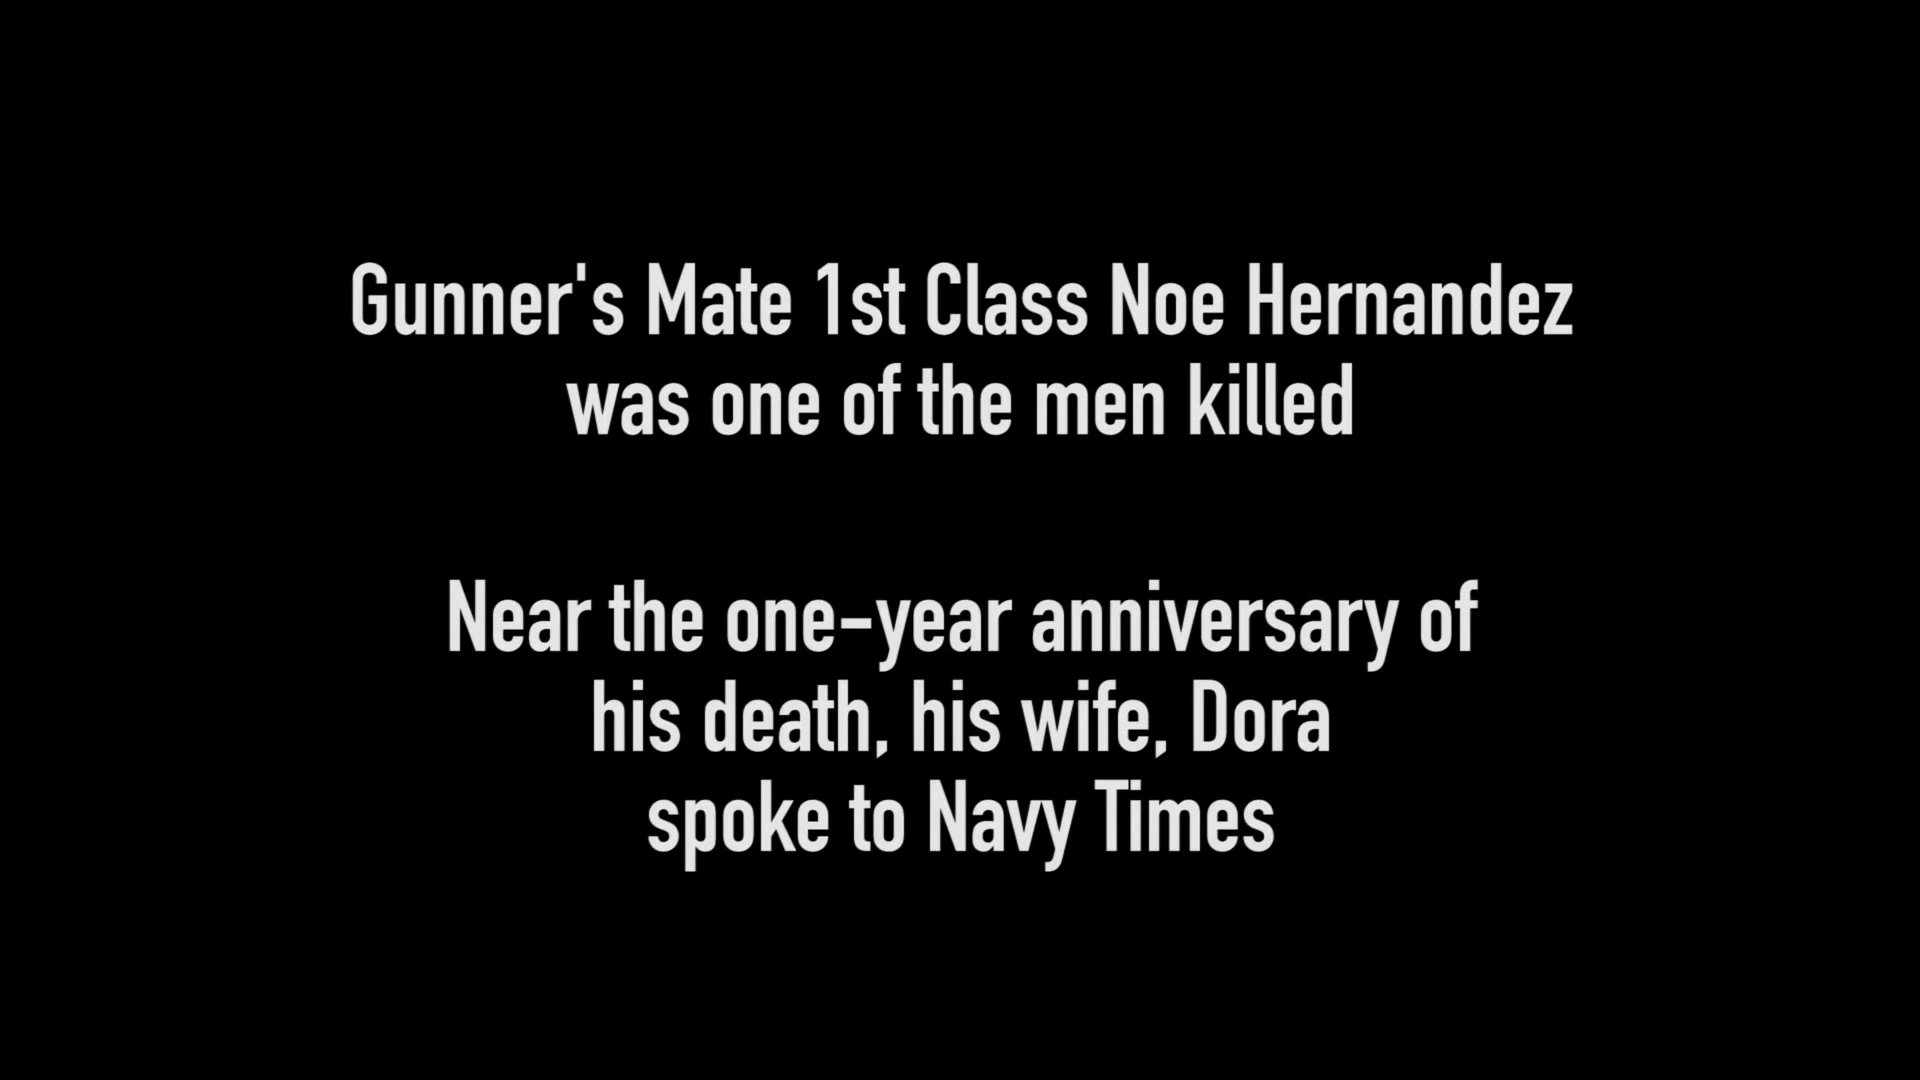 Gunner's Mate 1st Class Noe Hernandez
was one of the men killed
Near the one-year anniversary of
his death, his wife, Dora
spoke to Navy Times